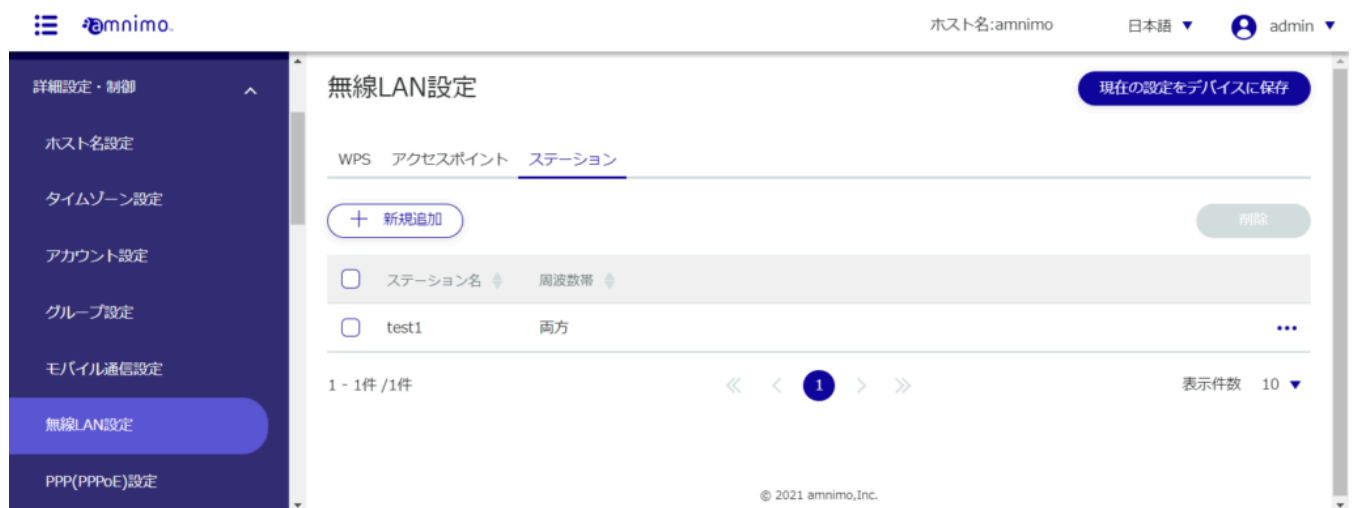 amnimo
ホスト名:amnimo
日本語
admin
詳細設定・制御
ホスト名設定
タイムゾーン設定
アカウント設定
グループ設定
モバイル通信設定
無線LAN設定
PPP(PPPoE)設定
無線LAN設定
現在の設定をデバイスに保存
WPS アクセスポイント ステーション
+ 新規追加
削除
ステーション名 周波数帯
test1 両方
1 - 1件 /1件
1
表示件数 10
© 2021 amnimo,Inc.